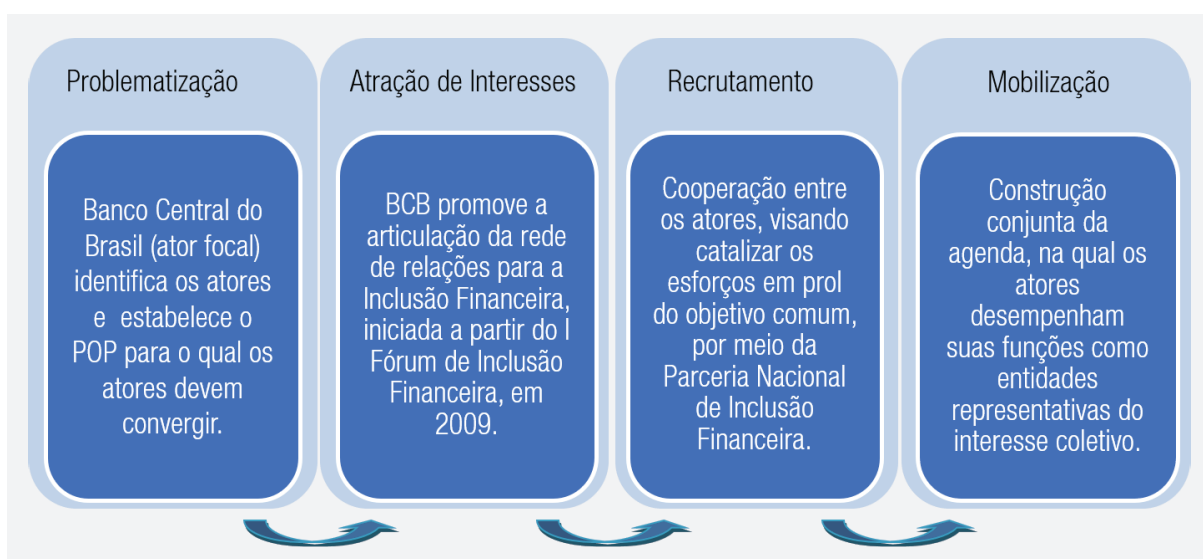 Problematização
Banco Central do
Brasil (ator focal)
identifica os atores
e estabelece o
POP para o qual os
atores devem
convergir.
Atração de Interesses
BCB promove a
articulação da rede
de relações para a
Inclusão Financeira,
iniciada a partir do I
Fórum de Inclusão
Financeira, em
2009.
Recrutamento
Cooperação entre
os atores, visando
catalizar os
esforços em prol
do objetivo comum,
por meio da
Parceria Nacional
de Inclusão
Financeira.
Mobilização
Construção
conjunta da
agenda, na qual os
atores
desempenham
suas funções como
entidades
representativas do
interesse coletivo.